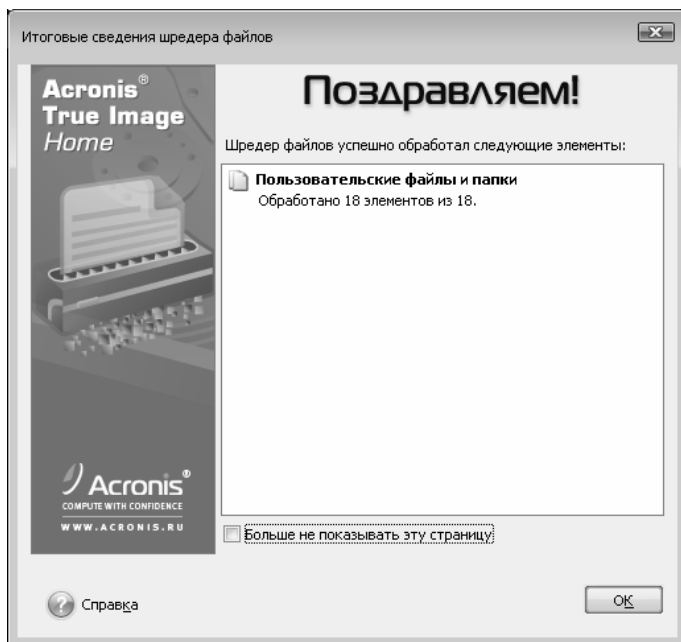 Итоговые сведения шредера файлов
Acronis®
True Image
Home
Поздравляем!
Шредер файлов успешно обработал следующие элементы:
Пользовательские файлы и папки
Обработано 18 элементов из 18.
Acronis®
COMPUTE WITH CONFIDENCE
WWW.ACRONIS.RU
Больше не показывать эту страницу
Справка
ОК